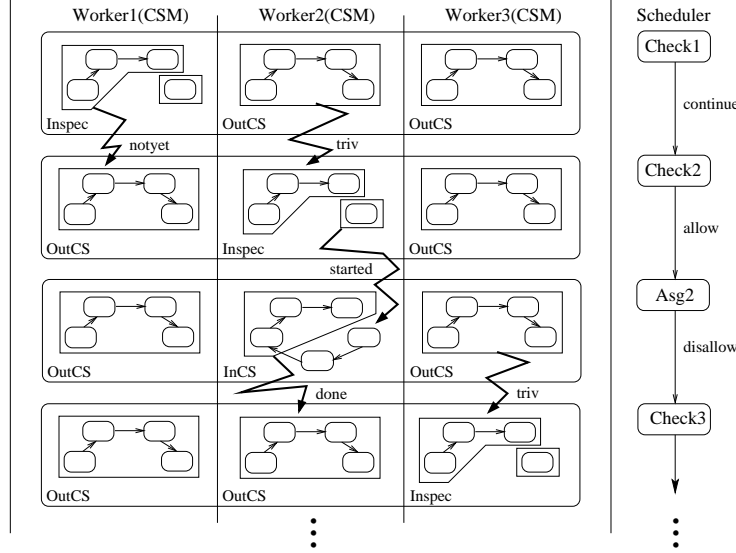 Worker1(CSM) Worker2(CSM) Worker3(CSM) Scheduler
Check1
Inspec OutCS OutCS
continue
notyet triv
Check2
OutCS Inspec OutCS
allow
started
Asg2
OutCS InCS OutCS
disallow
done triv
Check3
OutCS OutCS Inspec